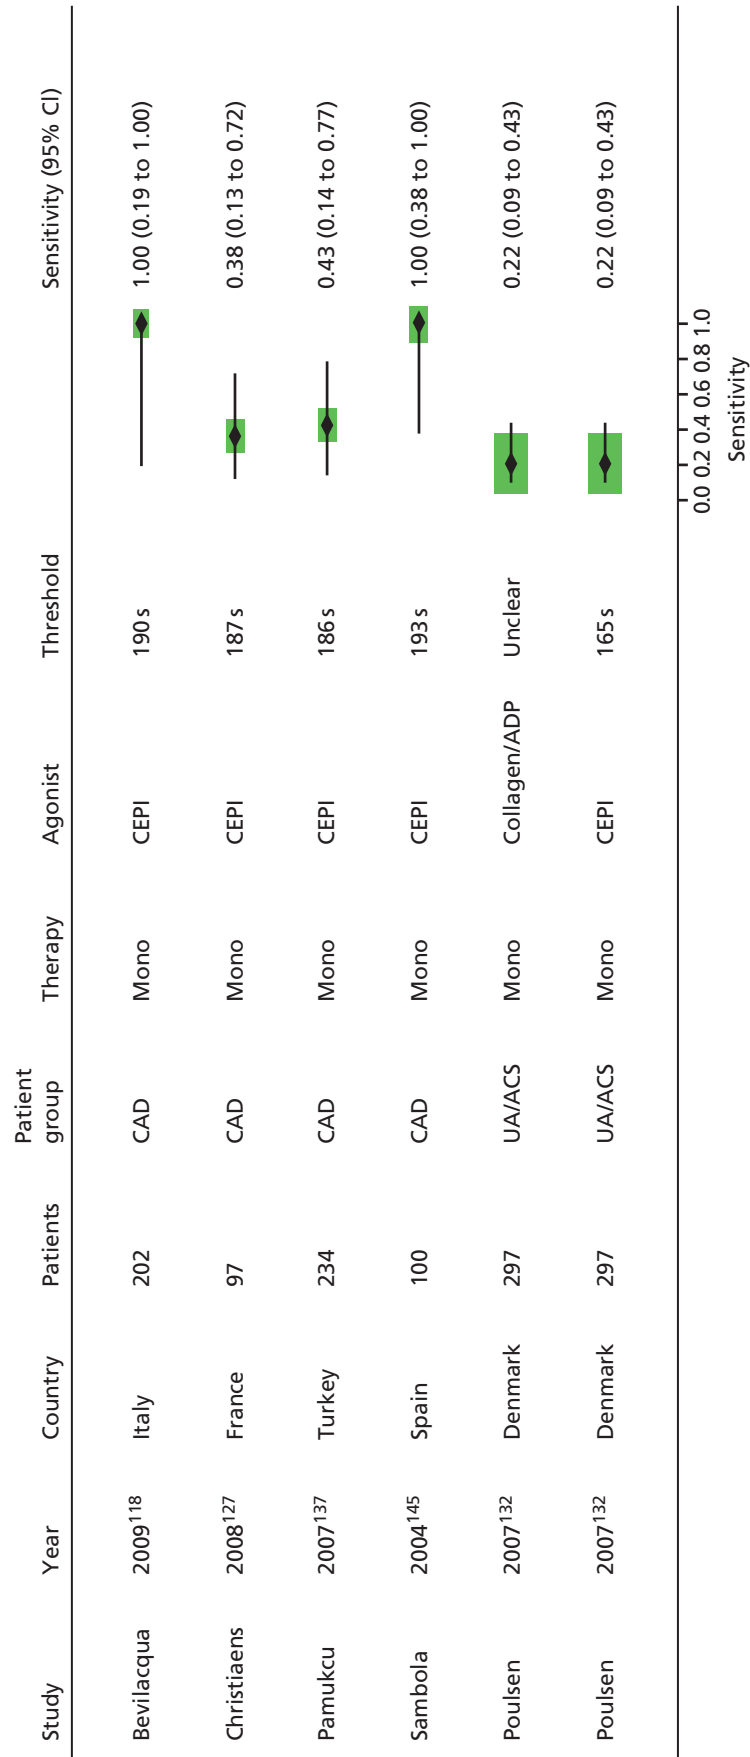 Study Year Country Patients Patient group Therapy Agonist Threshold Sensitivity (95% CI)
Bevilacqua 2009118 Italy 202 CAD Mono CEPI 190 s 1.00 (0.19 to 1.00)
Christiaens 2008127 France 97 CAD Mono CEPI 187 s 0.38 (0.13 to 0.72)
Pamukcu 2007137 Turkey 234 CAD Mono CEPI 186 s 0.43 (0.14 to 0.77)
Sambola 2004145 Spain 100 CAD Mono CEPI 193 s 1.00 (0.38 to 1.00)
Poulsen 2007132 Denmark 297 UA/ACS Mono Collagen/ADP Unclear 0.22 (0.09 to 0.43)
Poulsen 2007132 Denmark 297 UA/ACS Mono CEPI 165 s 0.22 (0.09 to 0.43)
0.0 0.2 0.4 0.6 0.8 1.0
Sensitivity